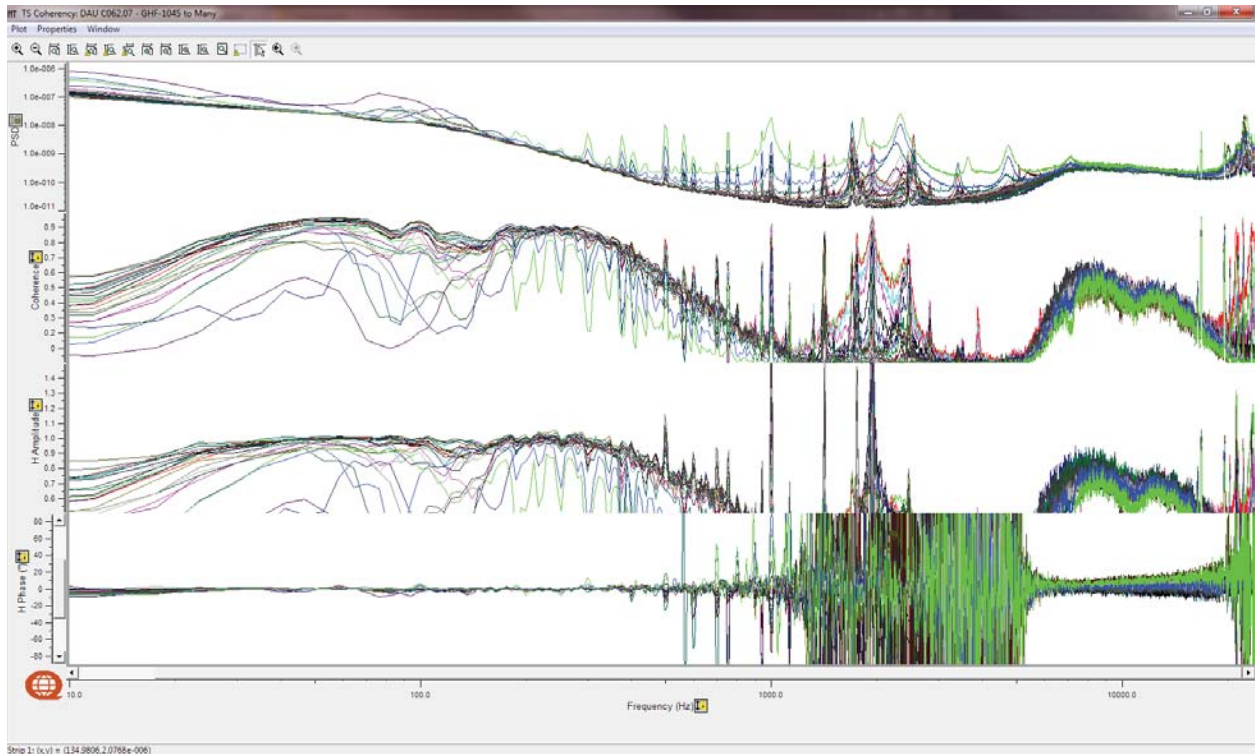 TS Coherency: DAU C062.07 - GHF-1045 to Many
Plot Properties Window
PSD
1.0e-006
1.0e-007
1.0e-008
1.0e-009
1.0e-010
1.0e-011
Coherence
0.9
0.8
0.7
0.6
0.5
0.4
0.3
0.2
0.1
0
H Amplitude
1.4
1.3
1.2
1.1
1.0
0.9
0.8
0.7
0.6
H Phase (°)
80
60
40
20
0
-20
-40
-60
-80
10.0 100.0 1000.0 10000.0
Frequency (Hz)
Strip 1: (x,y) = (134.9806,2.0768e-006)